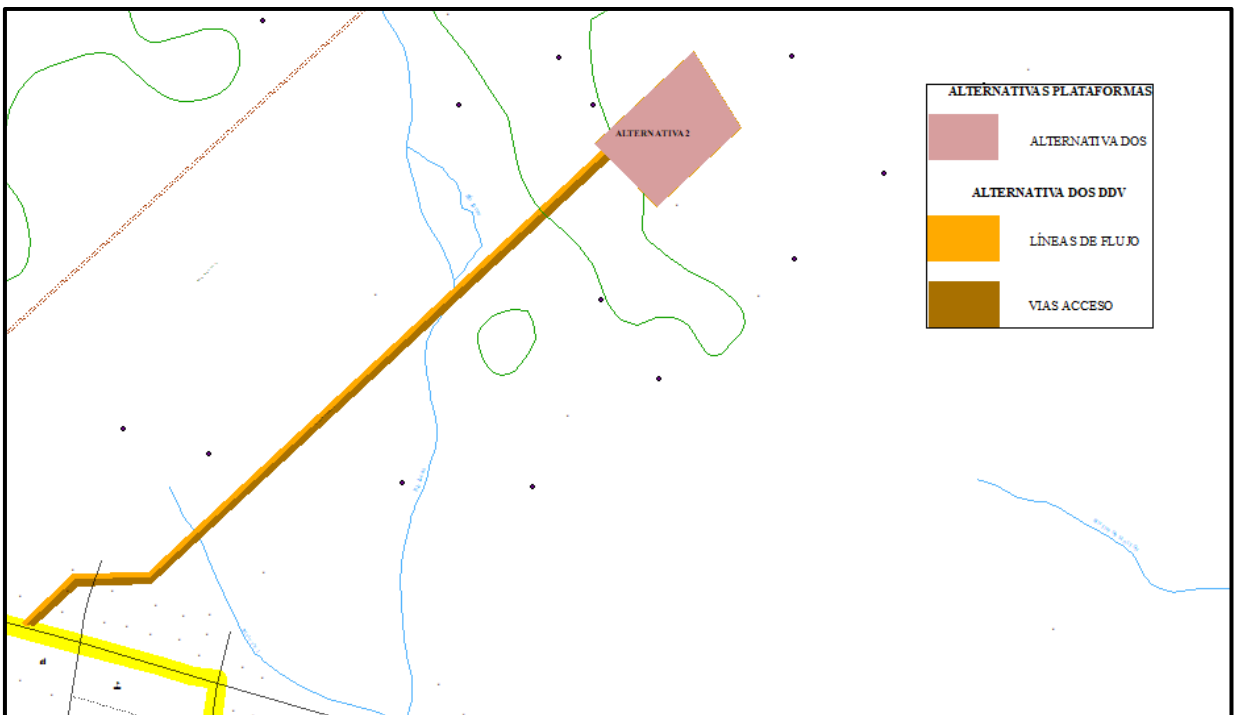 ALTERNATIVA 2
ALTERNATIVAS PLATAFORMAS
ALTERNATIVA DOS
ALTERNATIVA DOS DDV
LÍNEAS DE FLUJO
VIAS ACCESO